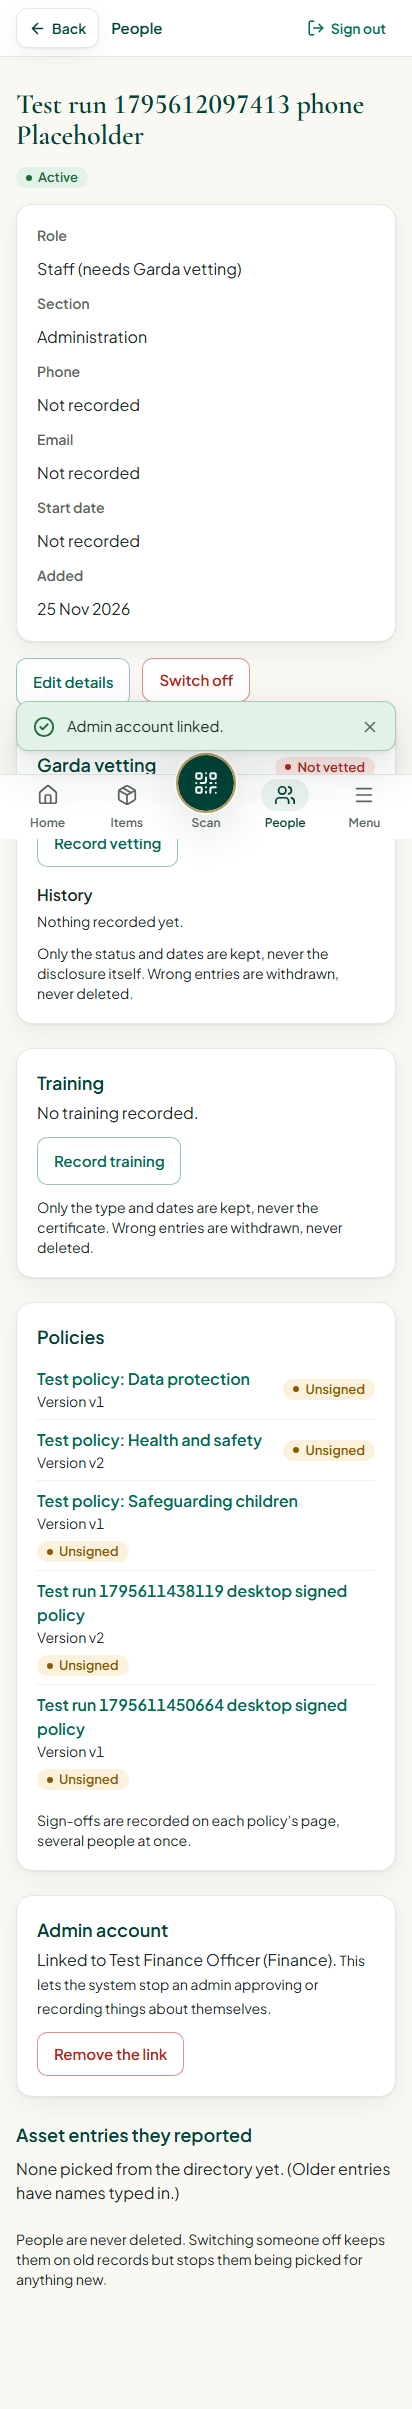 Back
People
Sign out
Test run 1795612097413 phone
Placeholder
Active
Role
Staff (needs Garda vetting)
Section
Administration
Phone
Not recorded
Email
Not recorded
Start date
Not recorded
Added
25 Nov 2026
Edit details
Switch off
Admin account linked.
Garda vetting
Not vetted
Home
Items
Scan
People
Menu
Record vetting
History
Nothing recorded yet.
Only the status and dates are kept, never the
disclosure itself. Wrong entries are withdrawn,
never deleted.
Training
No training recorded.
Record training
Only the type and dates are kept, never the
certificate. Wrong entries are withdrawn, never
deleted.
Policies
Test policy: Data protection
Version v1
Unsigned
Test policy: Health and safety
Version v2
Unsigned
Test policy: Safeguarding children
Version v1
Unsigned
Test run 1795611438119 desktop signed
policy
Version v2
Unsigned
Test run 1795611450664 desktop signed
policy
Version v1
Unsigned
Sign-offs are recorded on each policy's page,
several people at once.
Admin account
Linked to Test Finance Officer (Finance). This
lets the system stop an admin approving or
recording things about themselves.
Remove the link
Asset entries they reported
None picked from the directory yet. (Older entries
have names typed in.)
People are never deleted. Switching someone off keeps
them on old records but stops them being picked for
anything new.